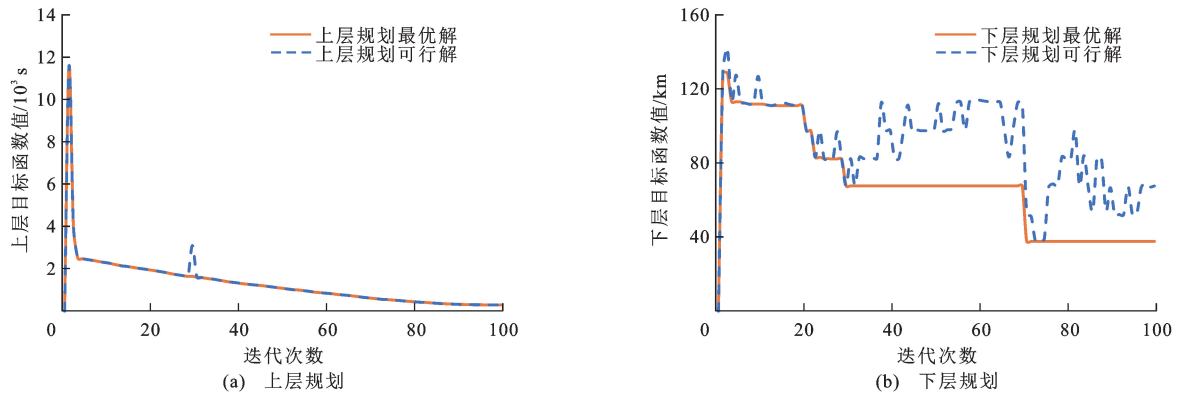 14
12
10
8
6
4
2
0
20
40
60
80
100
上层目标函数值/10³ s
上层规划最优解
上层规划可行解
迭代次数
(a) 上层规划
160
120
80
40
0
20
40
60
80
100
下层目标函数值/km
下层规划最优解
下层规划可行解
迭代次数
(b) 下层规划